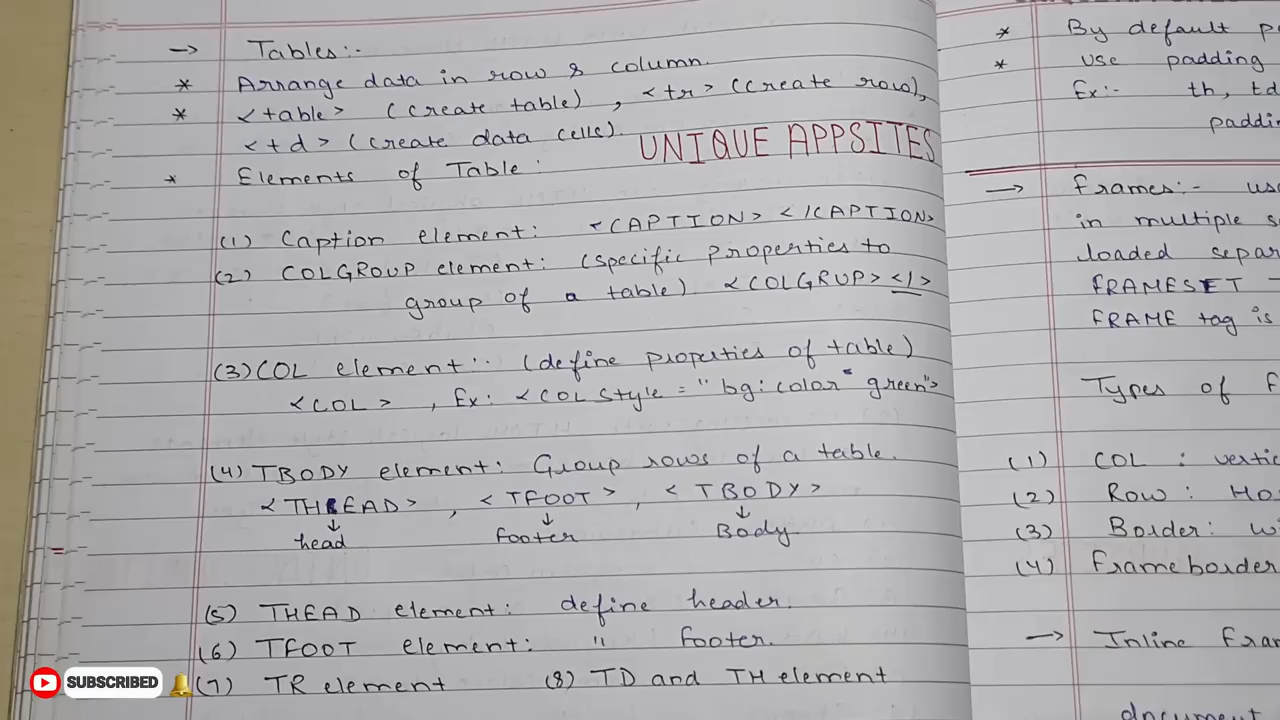 → Tables:-
* Arrange data in row & column.
* <table> (create table), <tr> (create row),
<td> (create data cells).
UNIQUE APPSITES
* Elements of Table:
(1) Caption element: <CAPTION> </CAPTION>
(2) COLGROUP element: (specific properties to
group of a table) <COLGRUP> </>
(3) COL element: (define properties of table)
<COL>, Ex: <COL Style = "bg:color" green">
(4) TBODY element: Group rows of a table.
<THEAD>, <TFOOT>, <TBODY>
↓ ↓ ↓
head footer Body
(5) THEAD element: define header.
(6) TFOOT element: " footer.
(7) TR element (8) TD and TH element
SUBSCRIBED
* By default
* use padding
Ex:- th, td
→ Frames:-
in multiple
loaded
FRAMESET
FRAME tag is
Types of
(1) COL:
(2) Row:
(3) Border:
(4) Frameborder
→ Inline
document